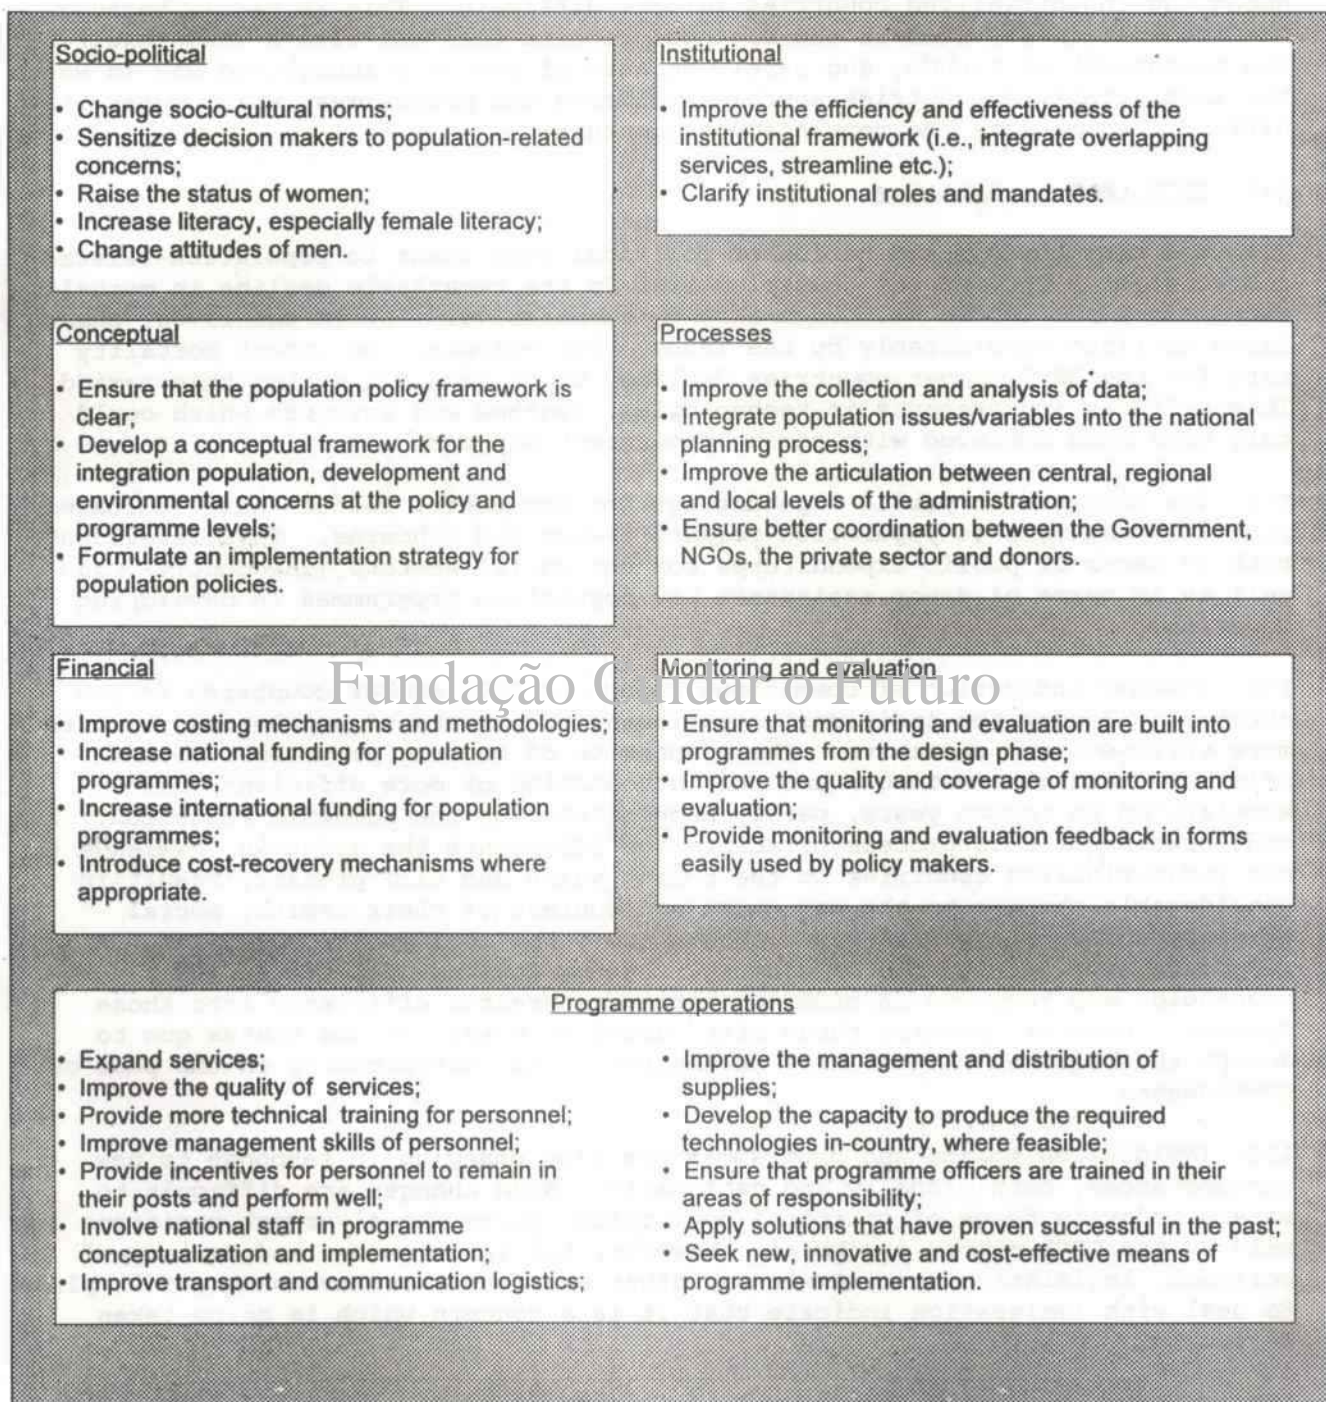 Socio-political
• Change socio-cultural norms;
• Sensitize decision makers to population-related
concerns;
• Raise the status of women;
• Increase literacy, especially female literacy;
• Change attitudes of men.
Institutional
• Improve the efficiency and effectiveness of the
institutional framework (i.e., integrate overlapping
services, streamline etc.);
• Clarify institutional roles and mandates.
Conceptual
• Ensure that the population policy framework is
clear;
• Develop a conceptual framework for the
integration population, development and
environmental concerns at the policy and
programme levels;
• Formulate an implementation strategy for
population policies.
Processes
• Improve the collection and analysis of data;
• Integrate population issues/variables into the national
planning process;
• Improve the articulation between central, regional
and local levels of the administration;
• Ensure better coordination between the Government,
NGOs, the private sector and donors.
Financial
• Improve costing mechanisms and methodologies;
• Increase national funding for population
programmes;
• Increase international funding for population
programmes;
• Introduce cost-recovery mechanisms where
appropriate.
Monitoring and evaluation
• Ensure that monitoring and evaluation are built into
programmes from the design phase;
• Improve the quality and coverage of monitoring and
evaluation;
• Provide monitoring and evaluation feedback in forms
easily used by policy makers.
Fundação Cuidar o Futuro
Programme operations
• Expand services;
• Improve the quality of services;
• Provide more technical training for personnel;
• Improve management skills of personnel;
• Provide incentives for personnel to remain in
their posts and perform well;
• Involve national staff in programme
conceptualization and implementation;
• Improve transport and communication logistics;
• Improve the management and distribution of
supplies;
• Develop the capacity to produce the required
technologies in-country, where feasible;
• Ensure that programme officers are trained in their
areas of responsibility;
• Apply solutions that have proven successful in the past;
• Seek new, innovative and cost-effective means of
programme implementation.